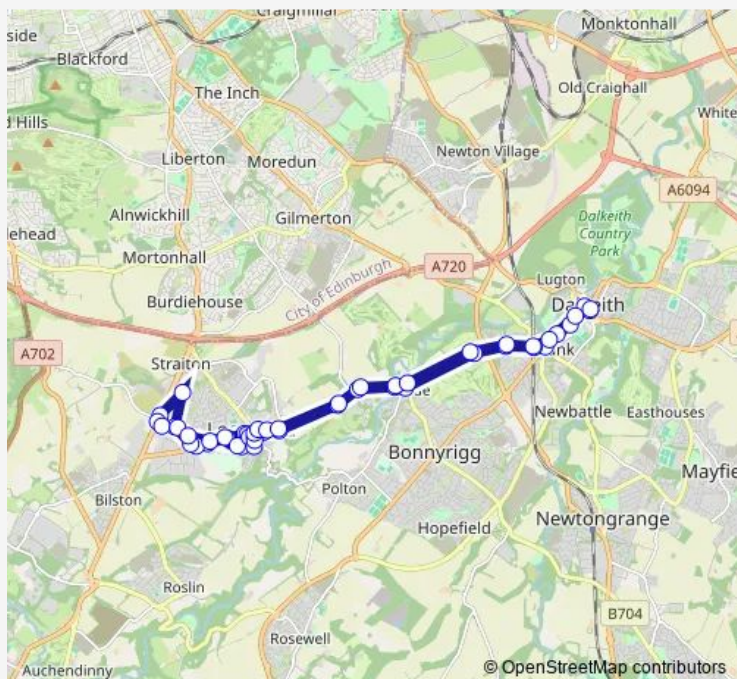 side
Blackford
Craigmillar
Monktonhall
The Inch
Old Craighall
White
d Hills
Liberton
Moredun
Newton Village
A6094
Alnwickhill
Gilmerton
Dalkeith
Country
Park
lehead
Mortonhall
A720
Lugton
City of Edinburgh
Burdiehouse
Dalkeith
A702
Straiton
Newbattle
Easthouses
Bonnyrigg
Mayfie
Bilston
Polton
Hopefield
Newtongrange
Roslin
B704
Rosewell
Auchendinny
© OpenStreetMap contributors